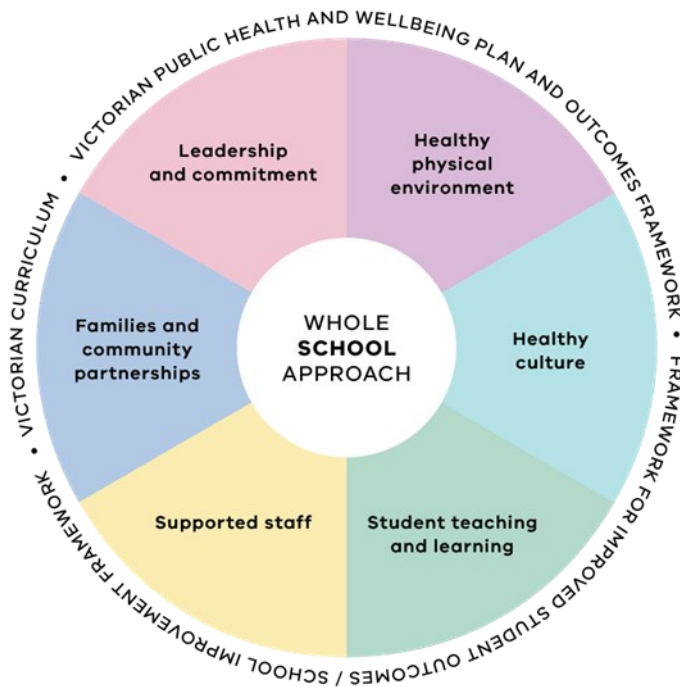 VICTORIAN PUBLIC HEALTH AND WELLBEING PLAN AND OUTCOMES FRAMEWORK •
FRAMEWORK FOR IMPROVED STUDENT OUTCOMES / SCHOOL IMPROVEMENT FRAMEWORK •
VICTORIAN CURRICULUM •
Leadership
and commitment
Healthy
physical
environment
Families and
community
partnerships
WHOLE
SCHOOL
APPROACH
Healthy
culture
Supported staff
Student teaching
and learning